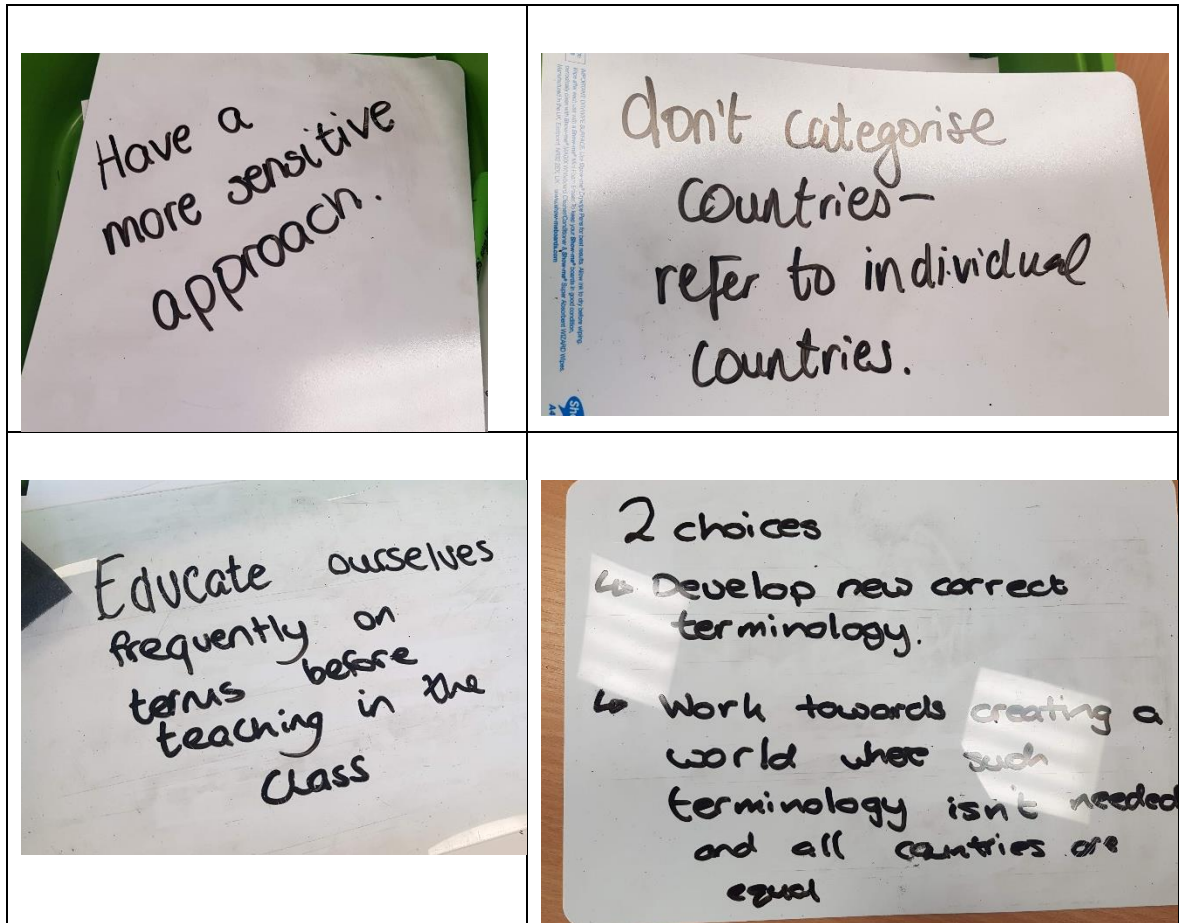 Have a
more sensitive
approach.
don't categorise
countries-
refer to individual
countries.
Educate ourselves
frequently on
terms before
teaching in the
class
2 choices
↳ Develop new correct
terminology.
↳ Work towards creating a
world where such
terminology isn't needed
and all countries are
equal